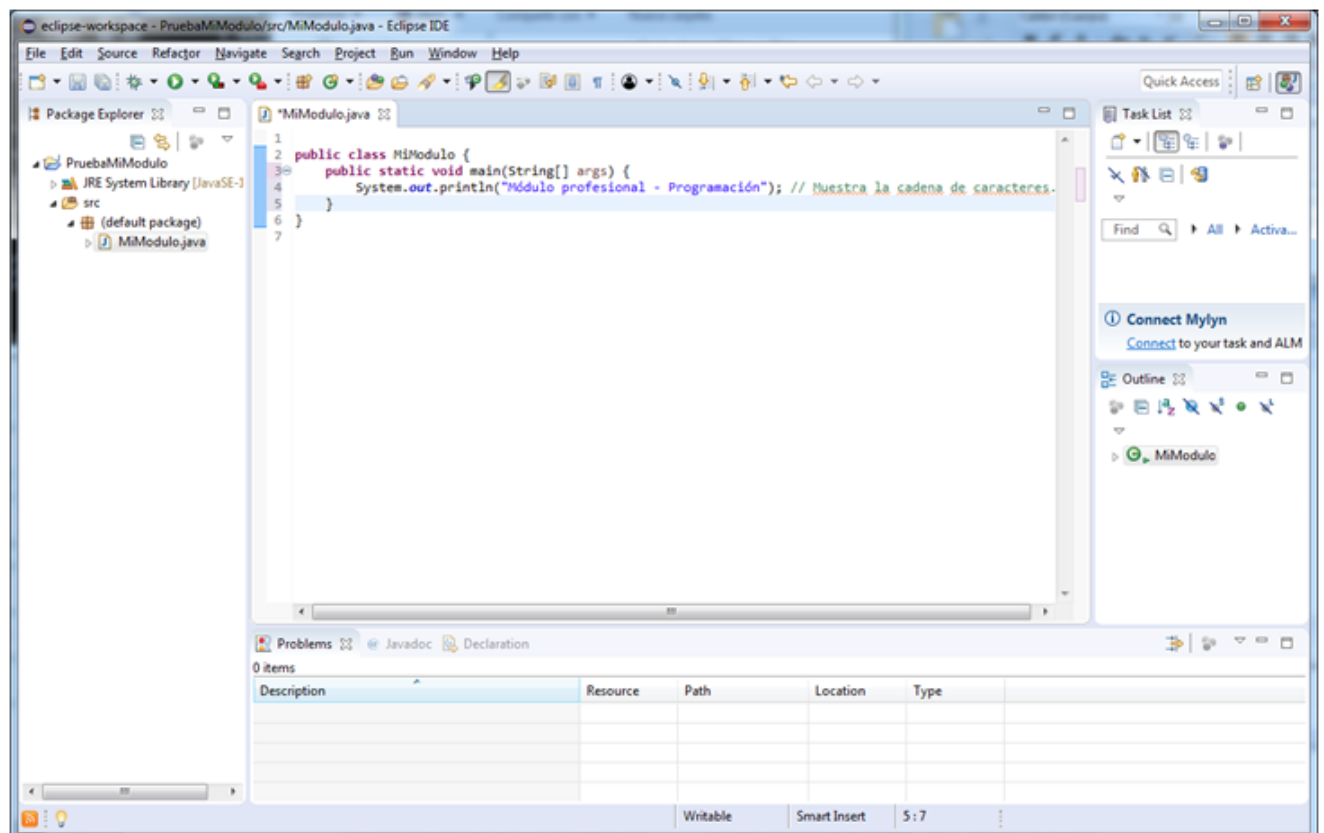 eclipse-workspace - PruebaMiModulo/src/MiModulo.java - Eclipse IDE
File Edit Source Refactor Navigate Search Project Run Window Help
Quick Access
Package Explorer
PruebaMiModulo
JRE System Library [JavaSE-1
src
(default package)
MiModulo.java
*MiModulo.java
1
2 public class MiModulo {
3 public static void main(String[] args) {
4 System.out.println("Módulo profesional - Programación"); // Muestra la cadena de caracteres.
5 }
6 }
7
Task List
Find All Activa...
Connect Mylyn
Connect to your task and ALM
Outline
MiModulo
Problems Javadoc Declaration
0 items
Description Resource Path Location Type
Writable Smart Insert 5 : 7